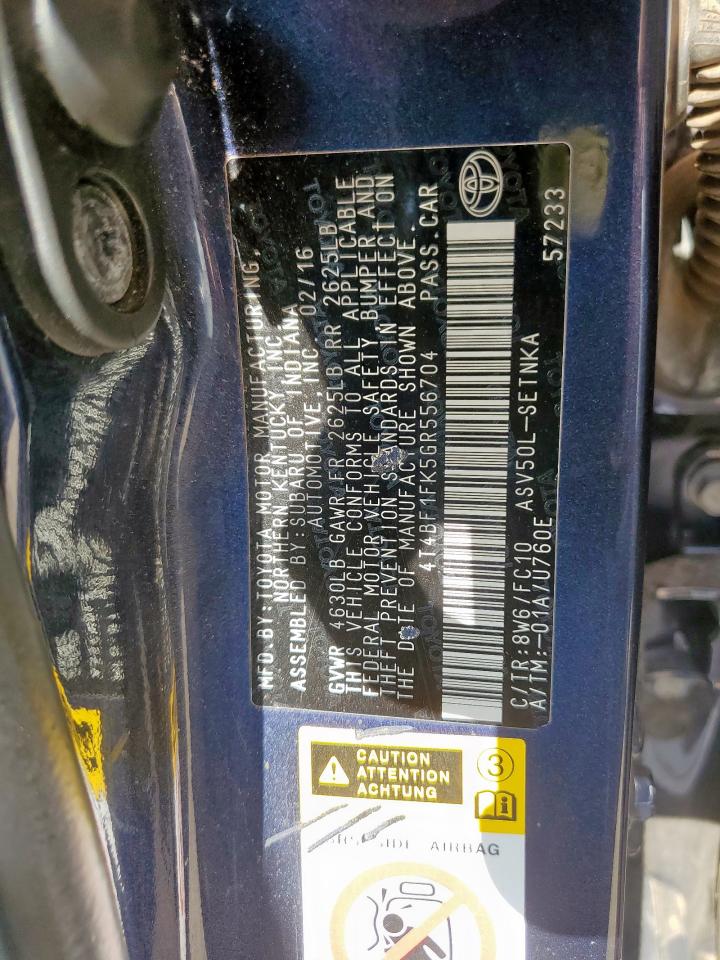 MFD.BY:TOYOTA MOTOR MANUFACTURING,
NORTHERN KENTUCKY, INC.
ASSEMBLED BY:SUBARU OF INDIANA
AUTOMOTIVE, INC. 02/16
GVWR 4630LB GAWR FR 2625LB RR 2625LB
THIS VEHICLE CONFORMS TO ALL APPLICABLE
FEDERAL MOTOR VEHICLE SAFETY, BUMPER AND
THEFT PREVENTION STANDARDS IN EFFECT ON
THE DATE OF MANUFACTURE SHOWN ABOVE.
4T4BF1FK5GR556704 PASS.CAR
C/TR:8W6/FC10 ASV50L-SETNKA
A/TM:-01A/U760E 57233
CAUTION
ATTENTION
ACHTUNG
3
SRS SIDE AIRBAG